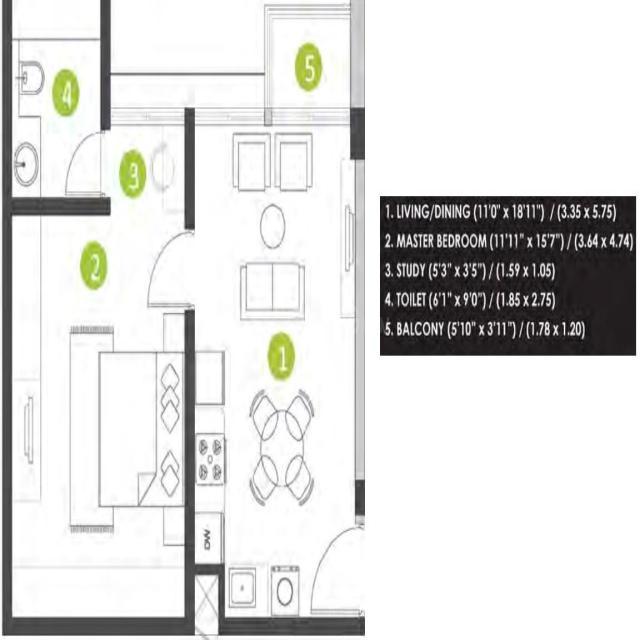 5
4
3
2
1
DW
1. LIVING/DINING (11'0" x 18'11") / (3.35 x 5.75)
2. MASTER BEDROOM (11'11" x 15'7") / (3.64 x 4.74)
3. STUDY (5'3" x 3'5") / (1.59 x 1.05)
4. TOILET (6'1" x 9'0") / (1.85 x 2.75)
5. BALCONY (5'10" x 3'11") / (1.78 x 1.20)